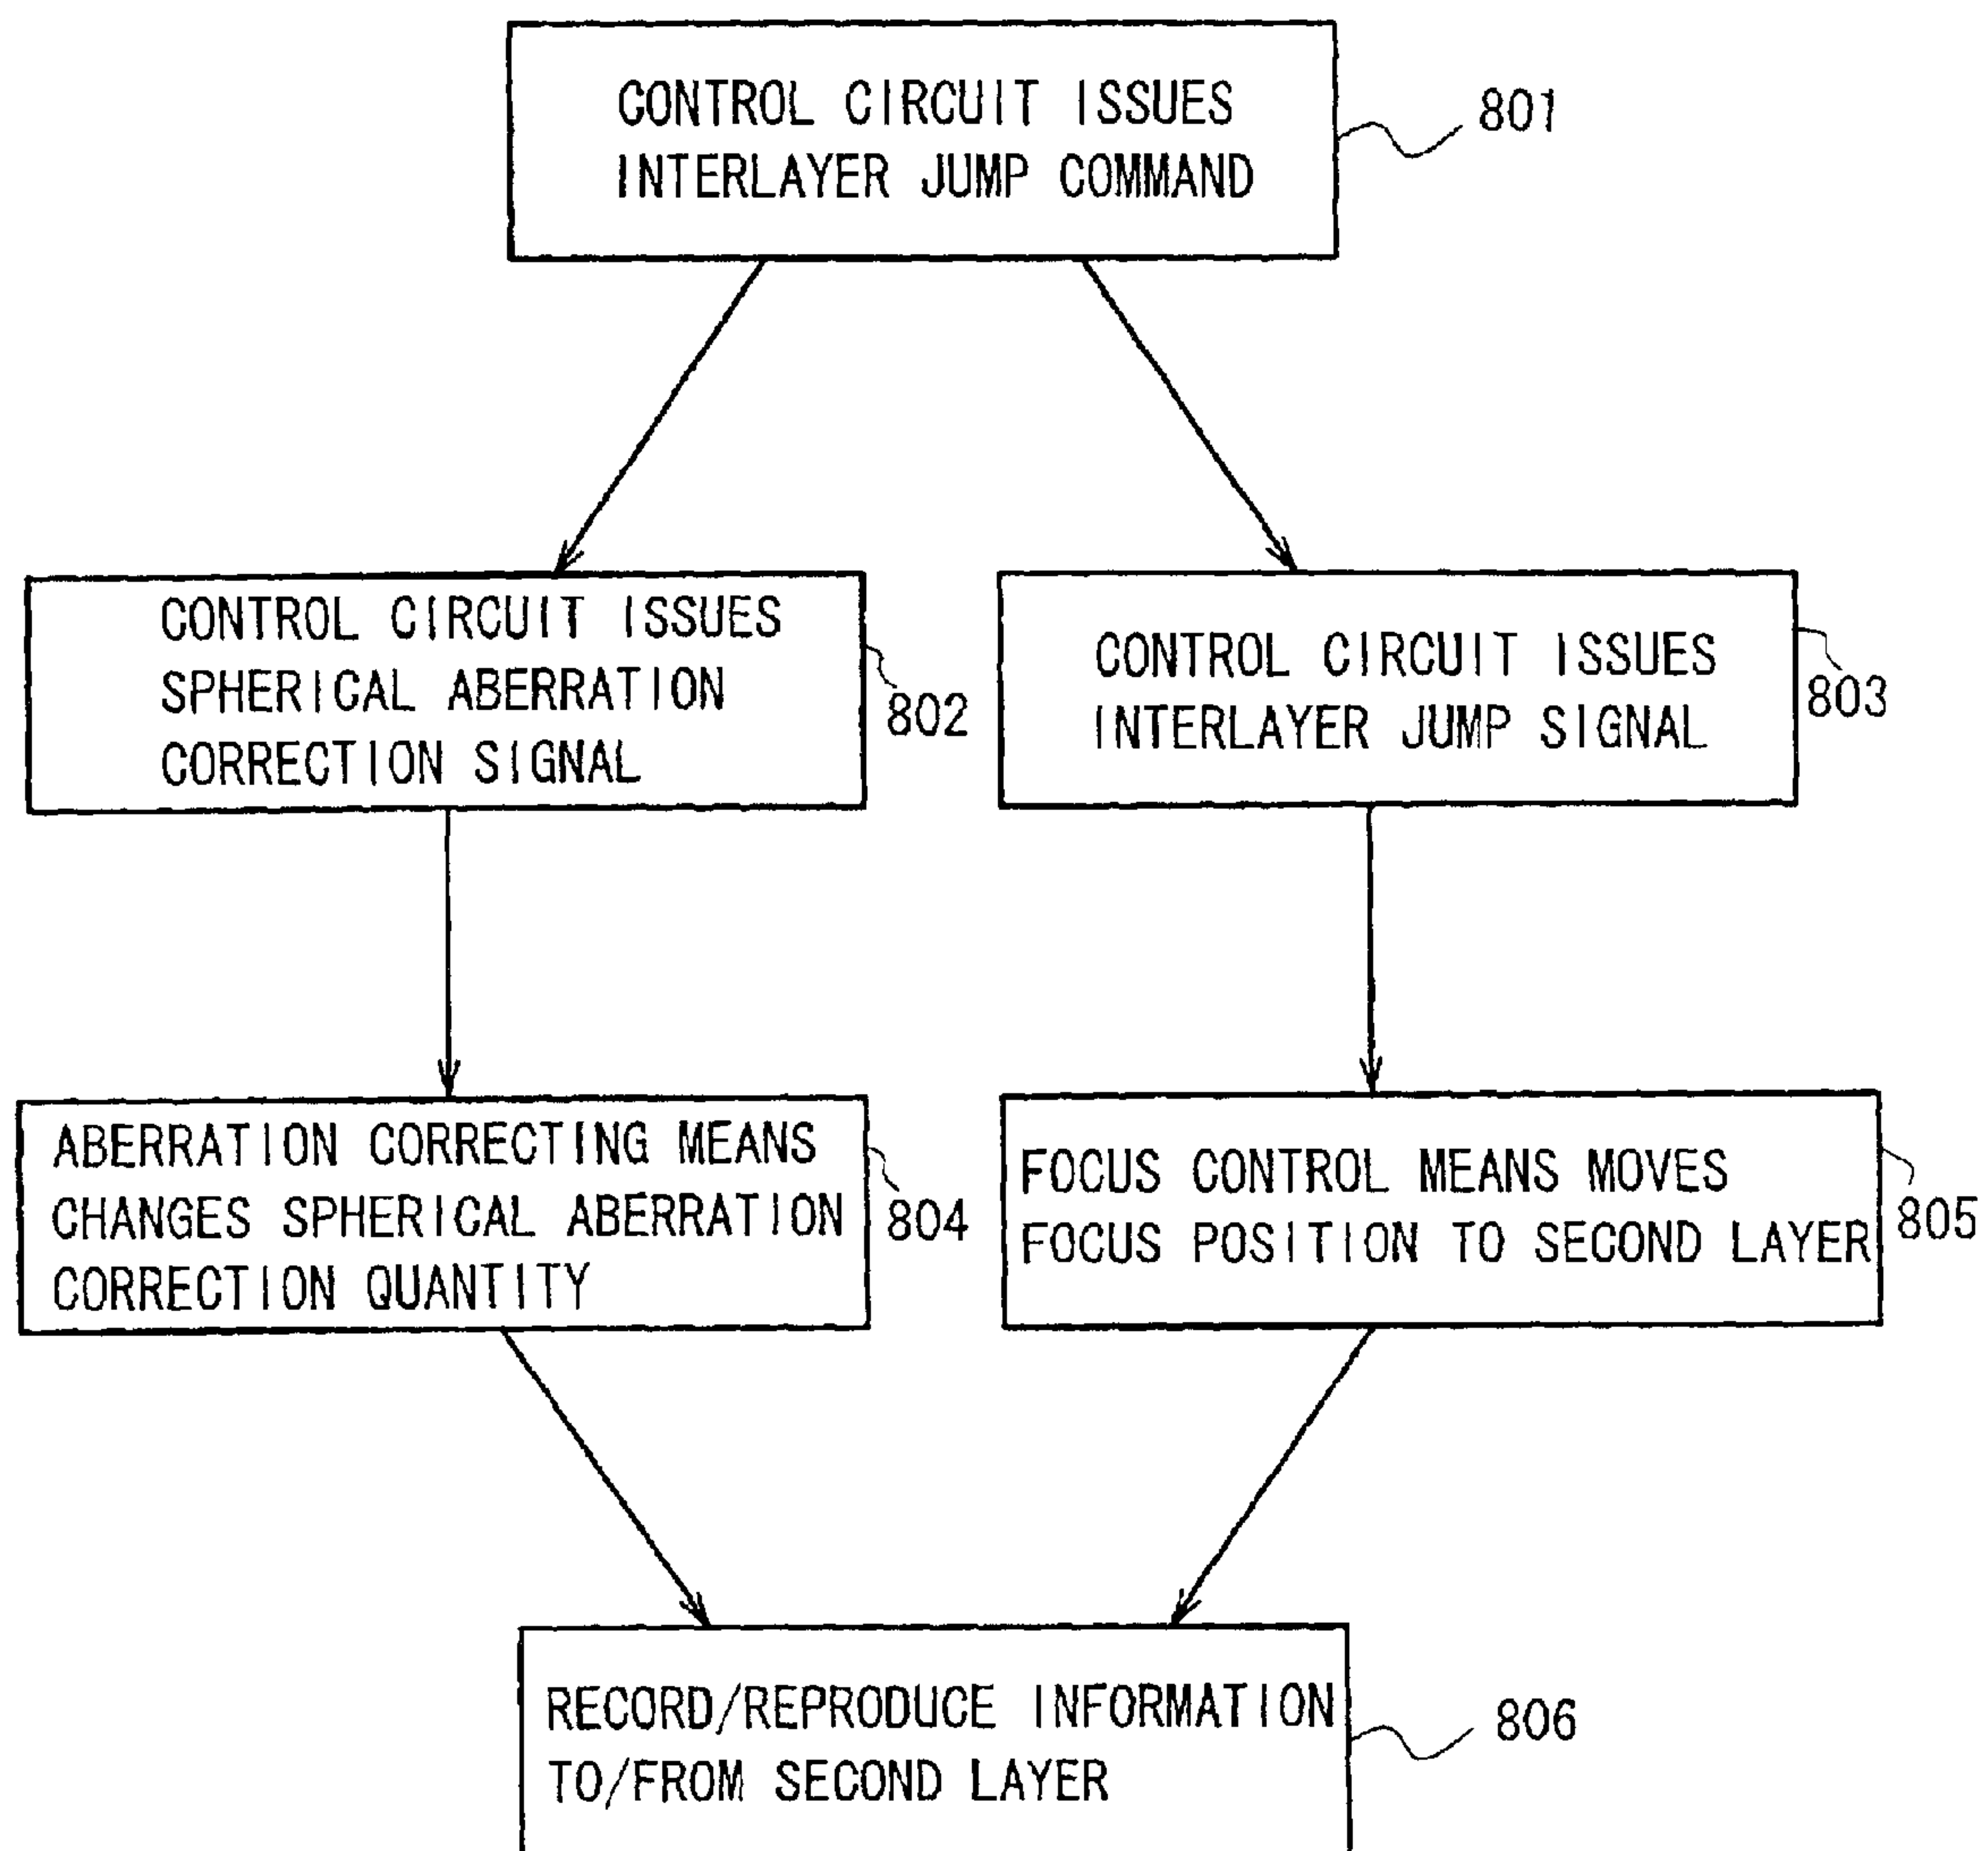 CONTROL CIRCUIT ISSUES
INTERLAYER JUMP COMMAND
801
CONTROL CIRCUIT ISSUES
SPHERICAL ABERRATION
CORRECTION SIGNAL
802
CONTROL CIRCUIT ISSUES
INTERLAYER JUMP SIGNAL
803
ABERRATION CORRECTING MEANS
CHANGES SPHERICAL ABERRATION
CORRECTION QUANTITY
804
FOCUS CONTROL MEANS MOVES
FOCUS POSITION TO SECOND LAYER
805
RECORD/REPRODUCE INFORMATION
TO/FROM SECOND LAYER
806